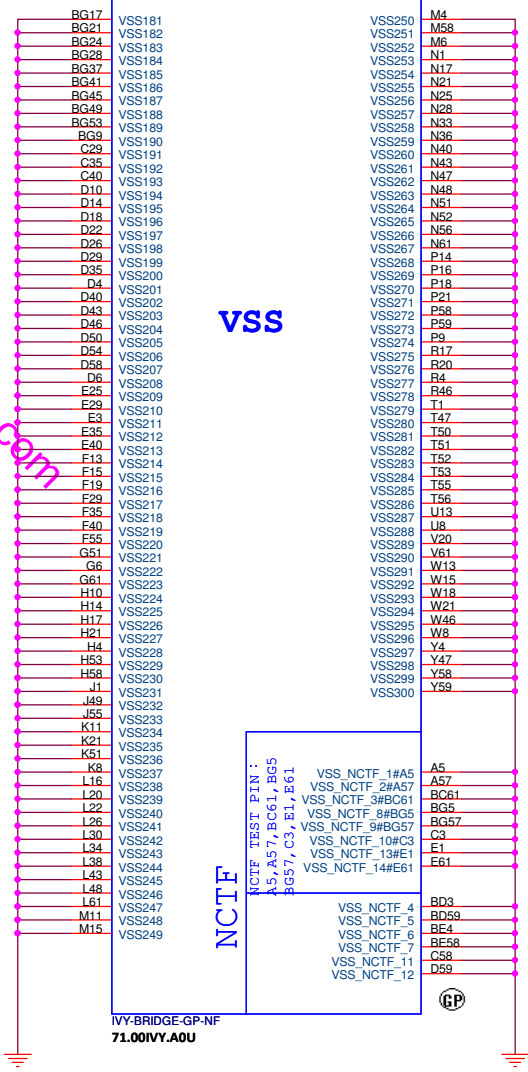 BG17 VSS181 VSS250 M4
BG21 VSS182 VSS251 M58
BG24 VSS183 VSS252 M6
BG28 VSS184 VSS253 N1
BG37 VSS185 VSS254 N17
BG41 VSS186 VSS255 N21
BG45 VSS187 VSS256 N25
BG49 VSS188 VSS257 N28
BG53 VSS189 VSS258 N33
BG9 VSS190 VSS259 N36
C29 VSS191 VSS260 N40
C35 VSS192 VSS261 N43
C40 VSS193 VSS262 N47
D10 VSS194 VSS263 N48
D14 VSS195 VSS264 N51
D18 VSS196 VSS265 N52
D22 VSS197 VSS266 N56
D26 VSS198 VSS267 N61
D29 VSS199 VSS268 P14
D35 VSS200 VSS269 P16
D4 VSS201 VSS270 P18
D40 VSS202 VSS271 P21
D43 VSS203 VSS272 P58
D46 VSS204 VSS273 P59
D50 VSS205 VSS274 P9
D54 VSS206 VSS275 R17
D58 VSS207 VSS276 R20
D6 VSS208 VSS277 R4
E25 VSS209 VSS278 R46
E29 VSS210 VSS279 T1
E3 VSS211 VSS280 T47
E35 VSS212 VSS281 T50
E40 VSS213 VSS282 T51
F13 VSS214 VSS283 T52
F15 VSS215 VSS284 T53
F19 VSS216 VSS285 T55
F29 VSS217 VSS286 T56
F35 VSS218 VSS287 U13
F40 VSS219 VSS288 U8
F55 VSS220 VSS289 V20
G51 VSS221 VSS290 V61
G6 VSS222 VSS291 W13
G61 VSS223 VSS292 W15
H10 VSS224 VSS293 W18
H14 VSS225 VSS294 W21
H17 VSS226 VSS295 W46
H21 VSS227 VSS296 W8
H4 VSS228 VSS297 Y4
H53 VSS229 VSS298 Y47
H58 VSS230 VSS299 Y58
J1 VSS231 VSS300 Y59
J49 VSS232
J55 VSS233
K11 VSS234
K21 VSS235
K51 VSS236
K8 VSS237
L16 VSS238
L20 VSS239
L22 VSS240
L26 VSS241
L30 VSS242
L34 VSS243
L38 VSS244
L43 VSS245
L48 VSS246
L61 VSS247
M11 VSS248
M15 VSS249
VSS
.com
NCTF
NCTF TEST PIN:
A5,A57,BC61,BG5
BG57,C3,E1,E61
VSS_NCTF_1#A5 A5
VSS_NCTF_2#A57 A57
VSS_NCTF_3#BC61 BC61
VSS_NCTF_8#BG5 BG5
VSS_NCTF_9#BG57 BG57
VSS_NCTF_10#C3 C3
VSS_NCTF_13#E1 E1
VSS_NCTF_14#E61 E61
VSS_NCTF_4 BD3
VSS_NCTF_5 BD59
VSS_NCTF_6 BE4
VSS_NCTF_7 BE58
VSS_NCTF_11 C58
VSS_NCTF_12 D59
GP
IVY-BRIDGE-GP-NF
71.00IVY.A0U